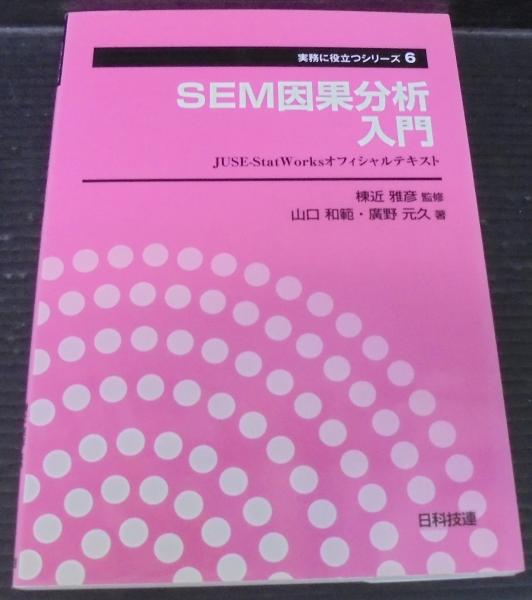 実務に役立つシリーズ 6
SEM因果分析
入門
JUSE-StatWorksオフィシャルテキスト
棟近 雅彦 監修
山口 和範・廣野 元久 著
日科技連